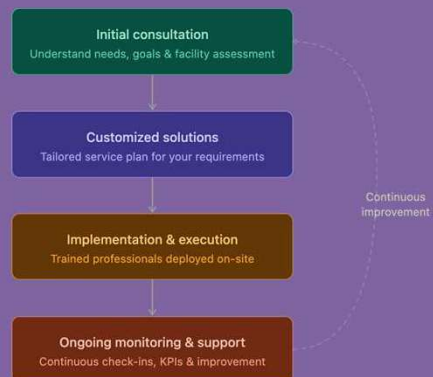 Initial consultation
Understand needs, goals & facility assessment
Customized solutions
Tailored service plan for your requirements
Continuous
improvement
Implementation & execution
Trained professionals deployed on-site
Ongoing monitoring & support
Continuous check-ins, KPIs & improvement